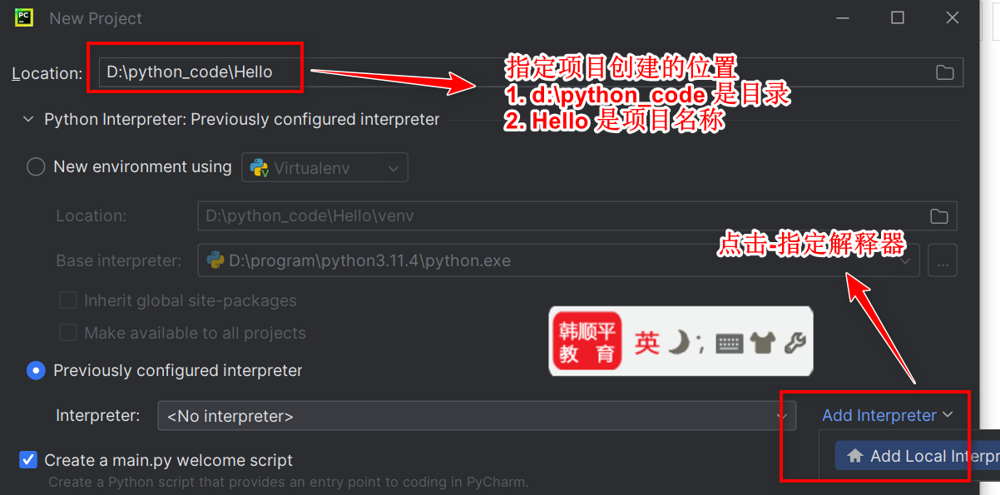 PC
New Project
Location:
D:\python_code\Hello
指定项目创建的位置
1. d:\python_code 是目录
2. Hello 是项目名称
Python Interpreter: Previously configured interpreter
New environment using
Virtualenv
Location:
D:\python_code\Hello\venv
点击-指定解释器
Base interpreter:
D:\program\python3.11.4\python.exe
...
Inherit global site-packages
Make available to all projects
韩顺平
教 育
英
Previously configured interpreter
Interpreter:
<No interpreter>
Add Interpreter
Add Local Interpr
Create a main.py welcome script
Create a Python script that provides an entry point to coding in PyCharm.